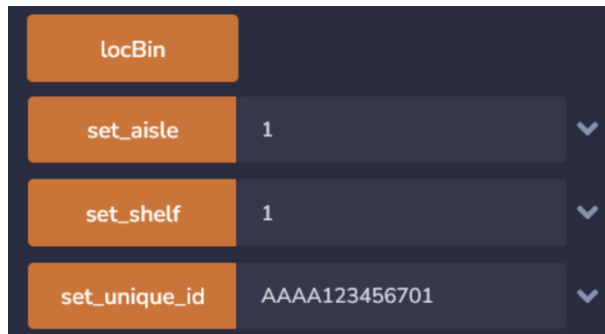 locBin
set_aisle 1
set_shelf 1
set_unique_id AAAA123456701